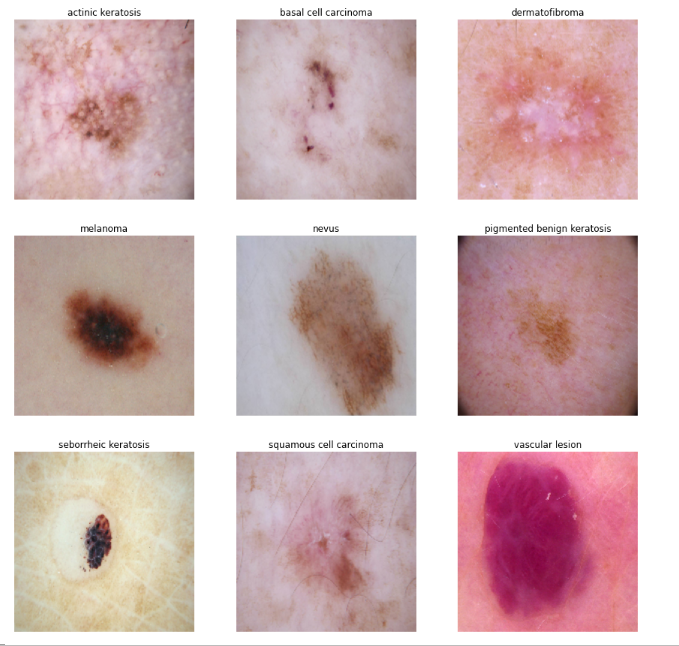 actinic keratosis
basal cell carcinoma
dermatofibroma
melanoma
nevus
pigmented benign keratosis
seborrheic keratosis
squamous cell carcinoma
vascular lesion